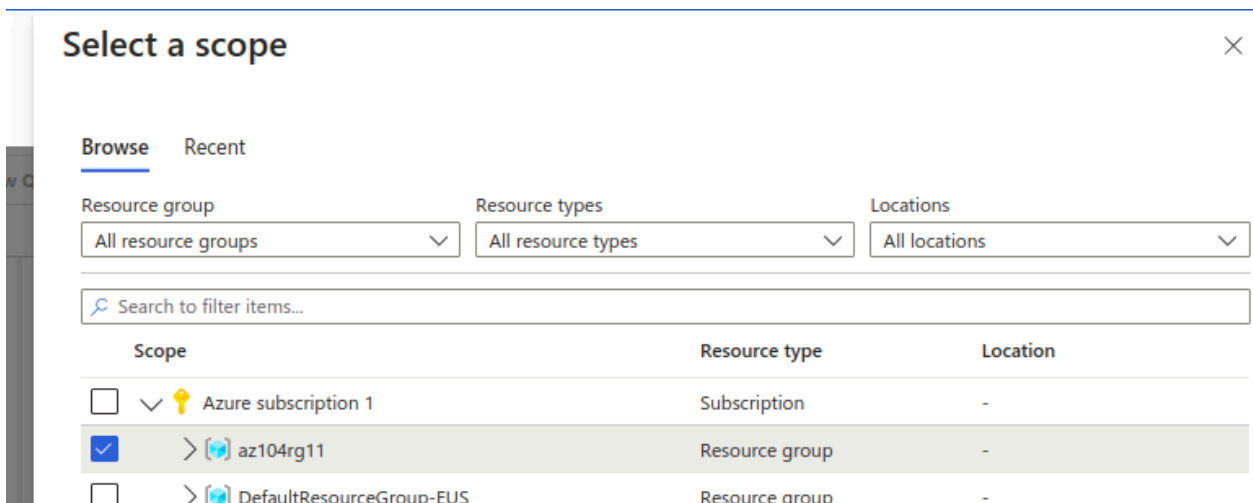 Select a scope
Browse Recent
w Q
Resource group Resource types Locations
All resource groups All resource types All locations
Search to filter items...
Scope Resource type Location
Azure subscription 1 Subscription -
az104rg11 Resource group -
DefaultResourceGroup-EUS Resource group -